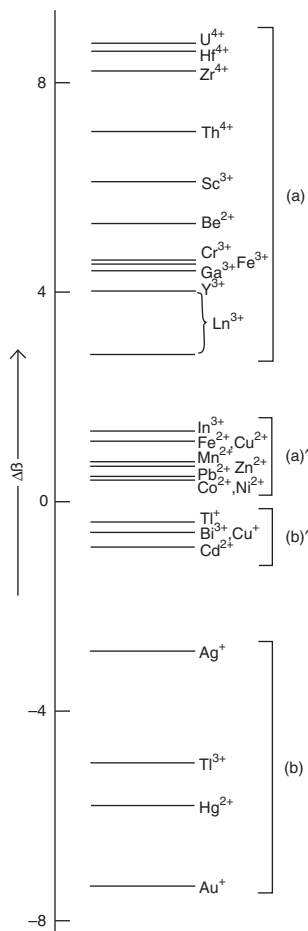 U⁴⁺
Hf⁴⁺
8
Zr⁴⁺
Th⁴⁺
Sc³⁺
(a)
Be²⁺
Cr³⁺
Fe³⁺
Ga³⁺
4
Y³⁺
Ln³⁺
Δβ
In³⁺
Fe²⁺,Cu²⁺
(a)′
Mn²⁺
Zn²⁺
Pb²⁺
Co²⁺,Ni²⁺
0
Tl⁺
Bi³⁺,Cu⁺
(b)′
Cd²⁺
Ag⁺
–4
(b)
Tl³⁺
Hg²⁺
Au⁺
–8